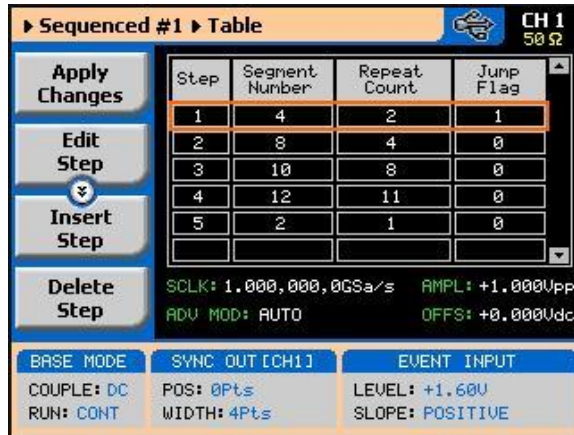 Sequenced #1 Table
CH 1
50 Ω
Apply Changes
Edit Step
Insert Step
Delete Step
Step Segment Number Repeat Count Jump Flag
1 4 2 1
2 8 4 0
3 10 8 0
4 12 11 0
5 2 1 0
SCLK: 1.000,000,0GSa/s AMPL: +1.000Vpp
ADV MOD: AUTO OFFS: +0.000Vdc
BASE MODE SYNC OUT [CH1] EVENT INPUT
COUPLE: DC POS: 0Pts LEVEL: +1.60V
RUN: CONT WIDTH: 4Pts SLOPE: POSITIVE